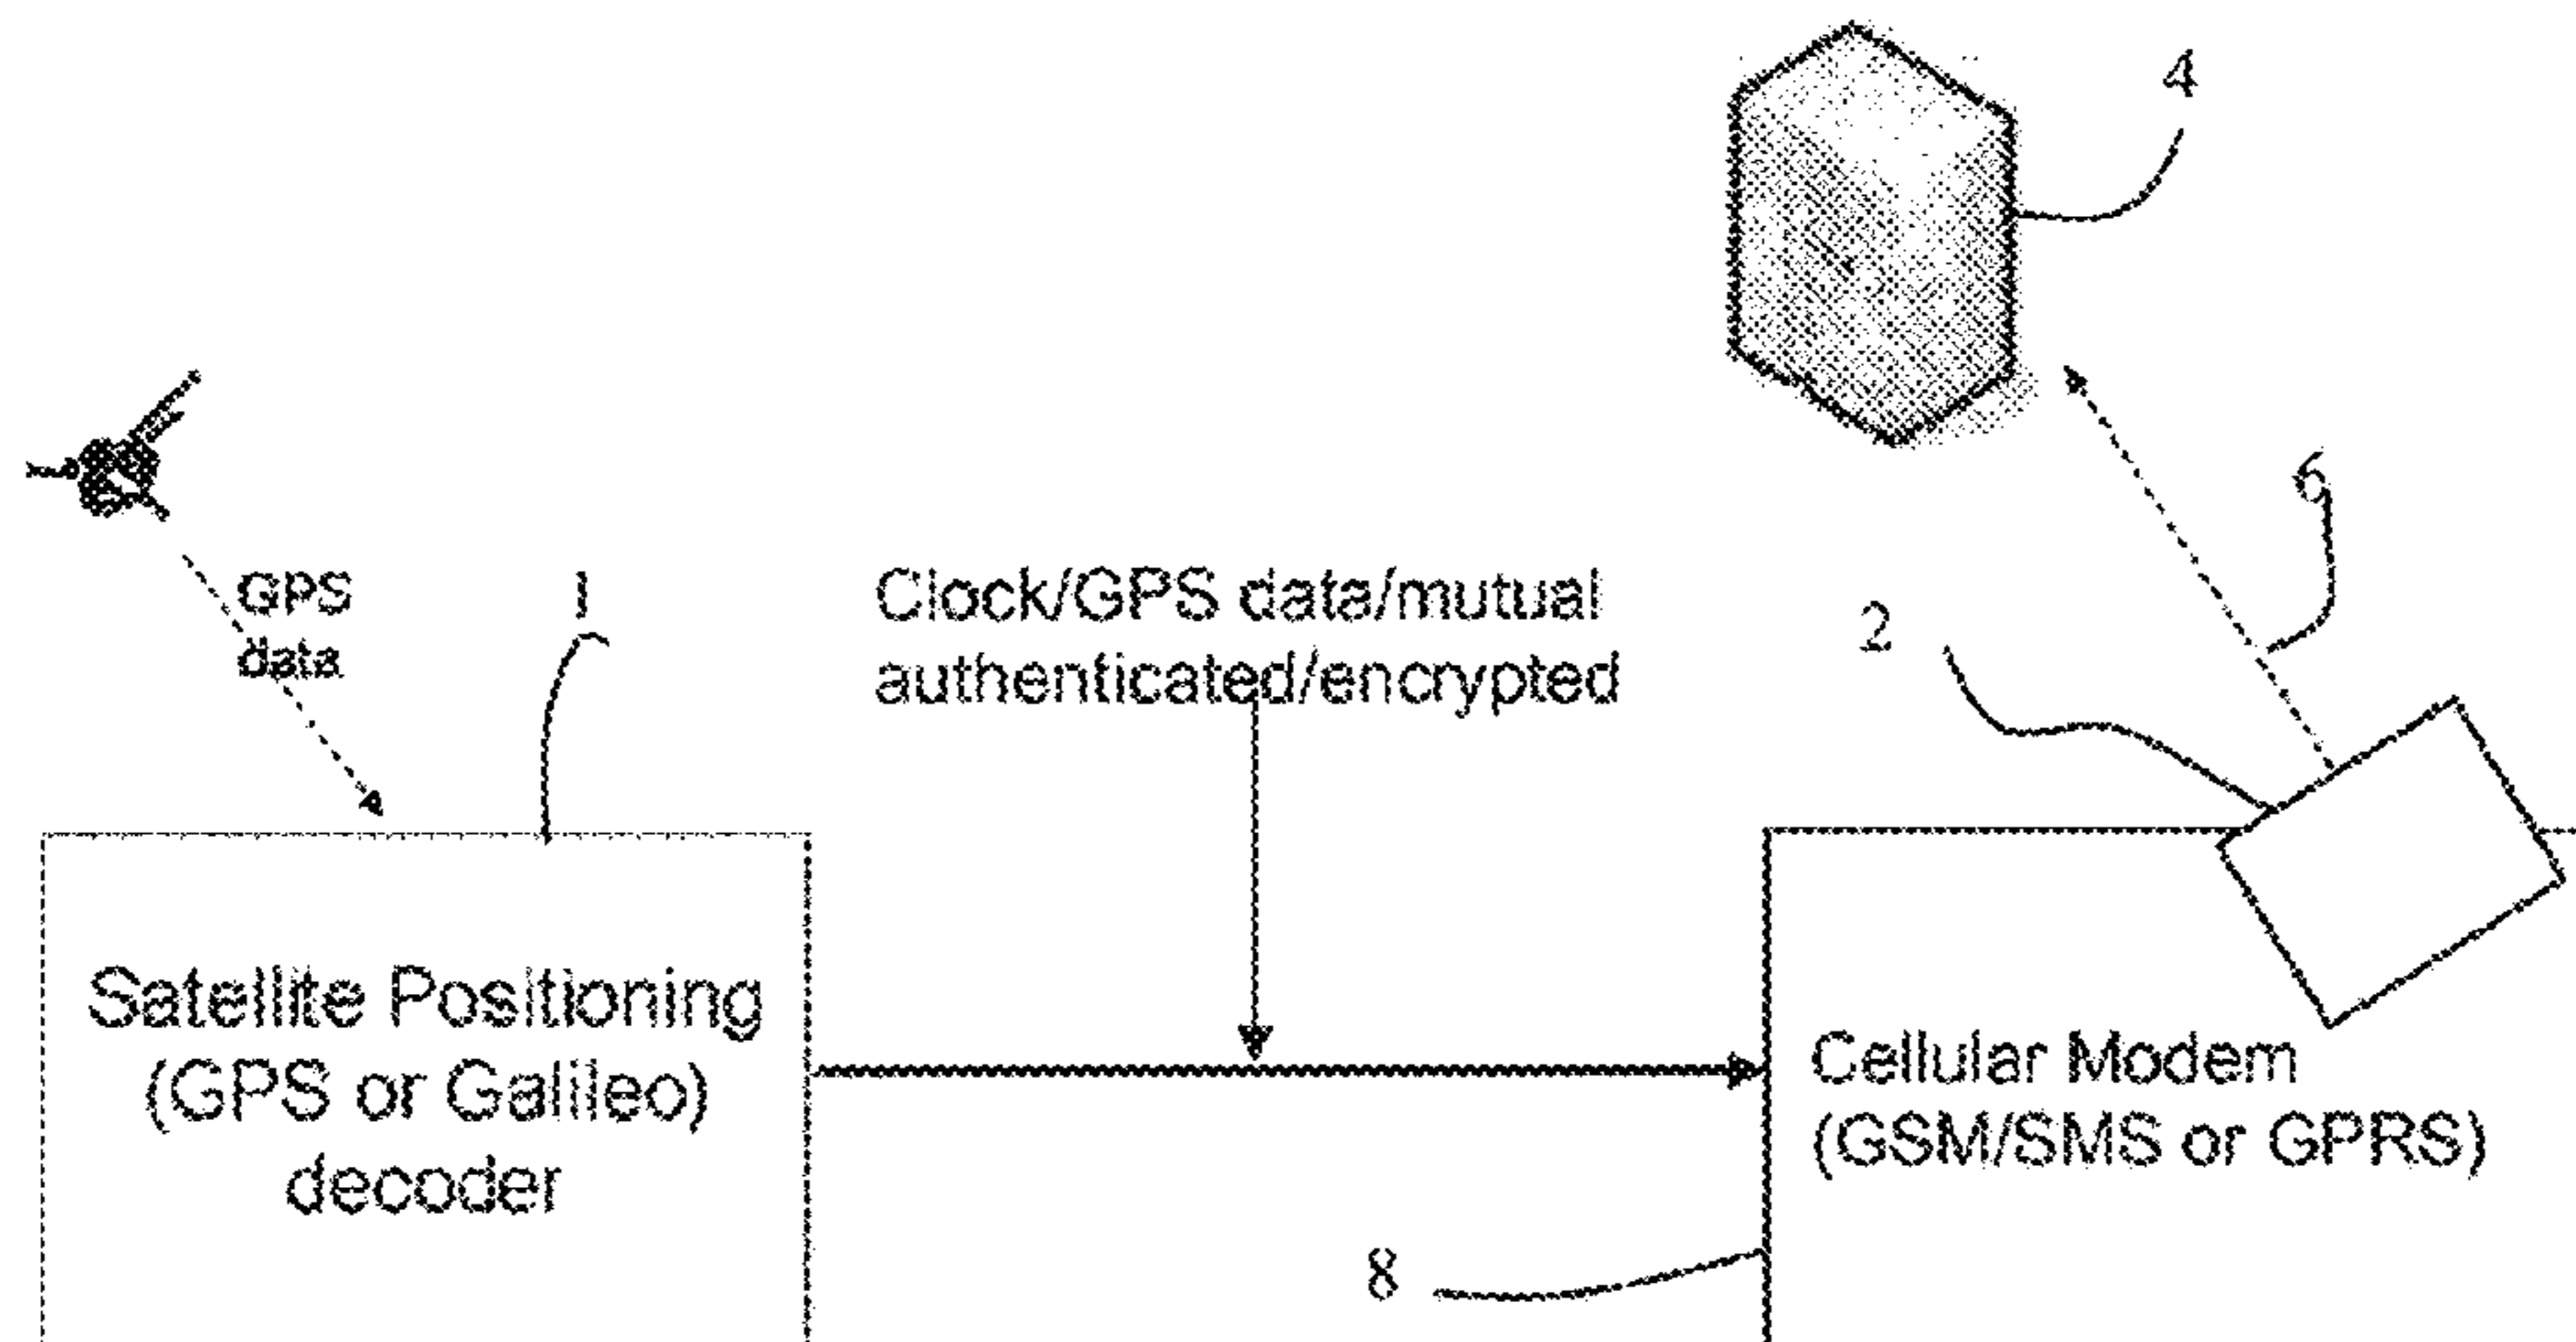 4
6
GPS
data
1
Clock/GPS data/mutual
authenticated/encrypted
2
Satellite Positioning
(GPS or Galileo)
decoder
Cellular Modem
(GSM/SMS or GPRS)
8